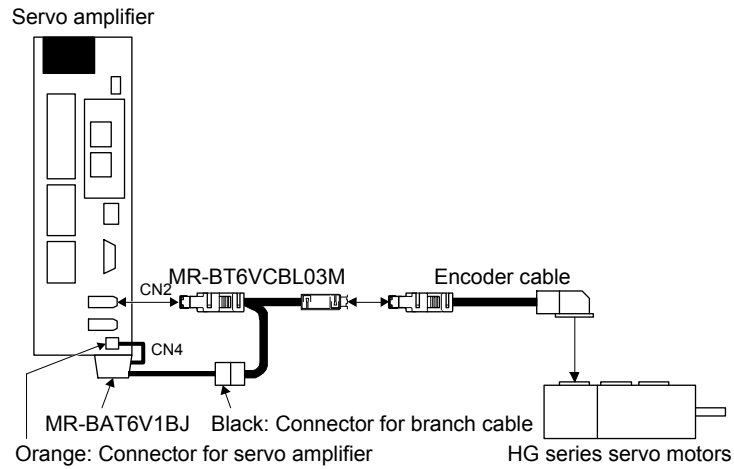 Servo amplifier
CN2
MR-BT6VCBL03M
Encoder cable
CN4
MR-BAT6V1BJ
Black: Connector for branch cable
Orange: Connector for servo amplifier
HG series servo motors